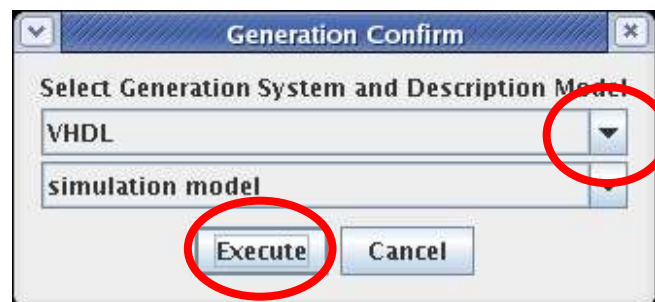 Generation Confirm
Select Generation System and Description Model
VHDL
simulation model
Execute Cancel